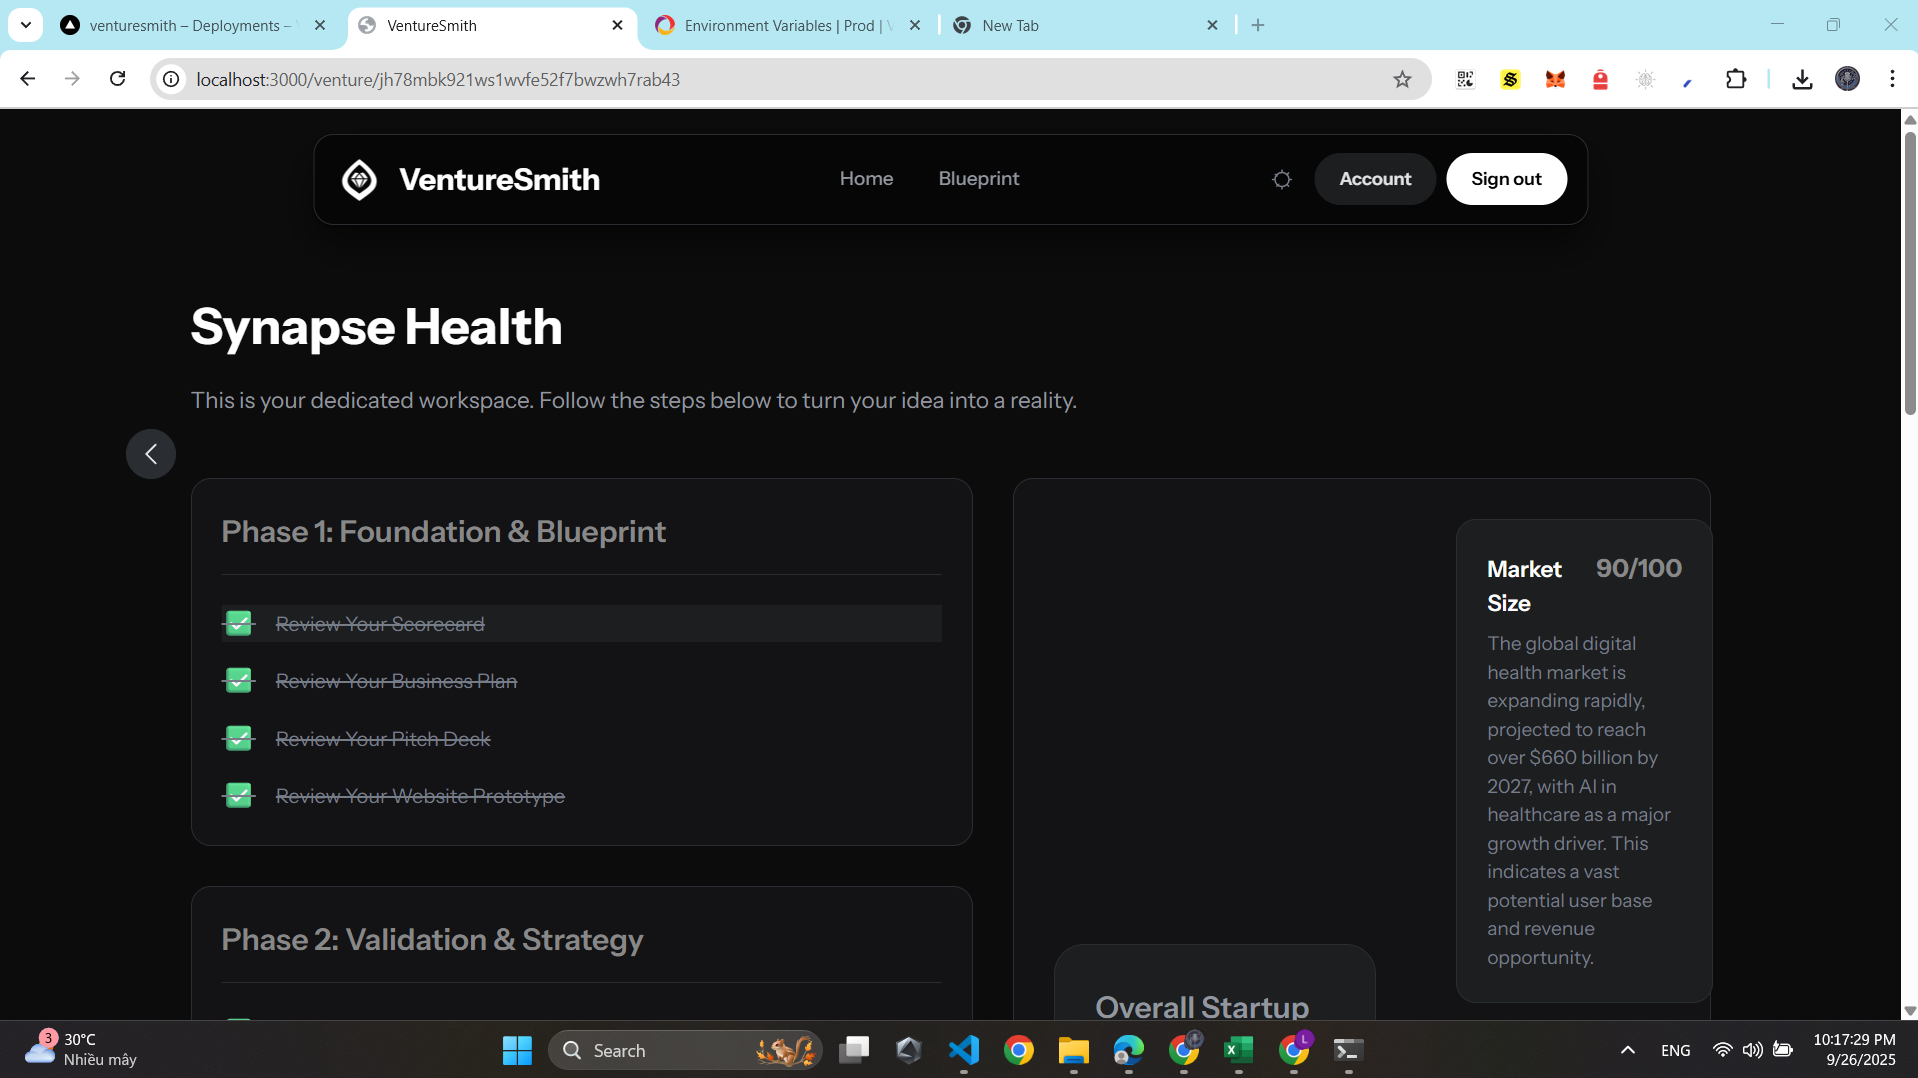 venturesmith – Deployments –
VentureSmith
Environment Variables | Prod |
New Tab
localhost:3000/venture/jh78mbk921ws1wvfe52f7bwzwh7rab43
VentureSmith
Home
Blueprint
Account
Sign out
Synapse Health
This is your dedicated workspace. Follow the steps below to turn your idea into a reality.
Phase 1: Foundation & Blueprint
Review Your Scorecard
Review Your Business Plan
Review Your Pitch Deck
Review Your Website Prototype
Phase 2: Validation & Strategy
Market
Size
90/100
The global digital
health market is
expanding rapidly,
projected to reach
over $660 billion by
2027, with AI in
healthcare as a major
growth driver. This
indicates a vast
potential user base
and revenue
opportunity.
Overall Startup
3
30°C
Nhiều mây
Search
L
ENG
10:17:29 PM
9/26/2025